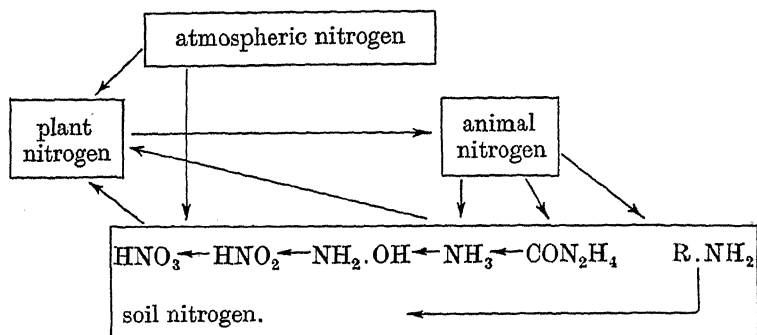 atmospheric nitrogen
plant
nitrogen
animal
nitrogen
HNO₃←HNO₂←NH₂.OH←NH₃←CON₂H₄ R.NH₂
soil nitrogen.